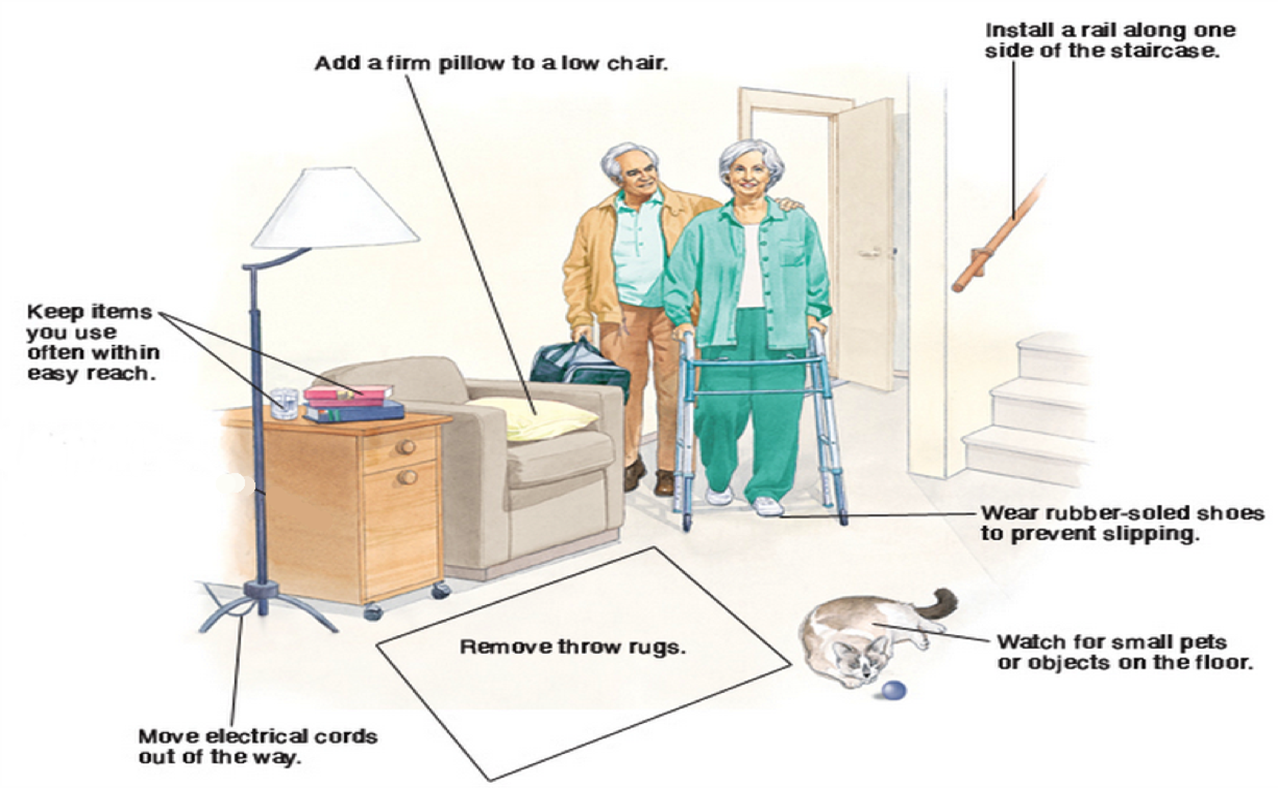 Install a rail along one
side of the staircase.
Add a firm pillow to a low chair.
Keep items
you use
often within
easy reach.
Wear rubber-soled shoes
to prevent slipping.
Remove throw rugs.
Watch for small pets
or objects on the floor.
Move electrical cords
out of the way.